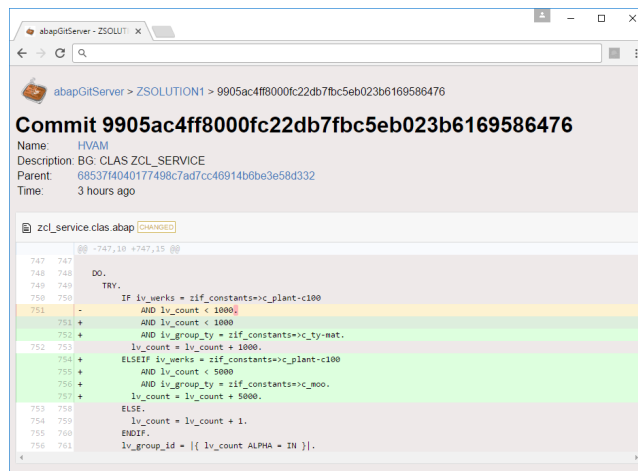 abapGitServer - ZSOLUTI
abapGitServer > ZSOLUTION1 > 9905ac4ff8000fc22db7fbc5eb023b6169586476
Commit 9905ac4ff8000fc22db7fbc5eb023b6169586476
Name: HVAM
Description: BG: CLAS ZCL_SERVICE
Parent: 68537f4040177498c7ad7cc46914b6be3e58d332
Time: 3 hours ago
zcl_service.clas.abap CHANGED
@@ -747,10 +747,15 @@
747 747
748 748 DO.
749 749 TRY.
750 750 IF iv_werks = zif_constants=>c_plant-c100
751 - AND lv_count < 1000.
751 + AND lv_count < 1000
752 + AND iv_group_ty = zif_constants=>c_ty-mat.
752 753 lv_count = lv_count + 1000.
754 + ELSEIF iv_werks = zif_constants=>c_plant-c100
755 + AND lv_count < 5000
756 + AND iv_group_ty = zif_constants=>c_moo.
757 + lv_count = lv_count + 5000.
753 758 ELSE.
754 759 lv_count = lv_count + 1.
755 760 ENDIF.
756 761 lv_group_id = |{ lv_count ALPHA = IN }|.